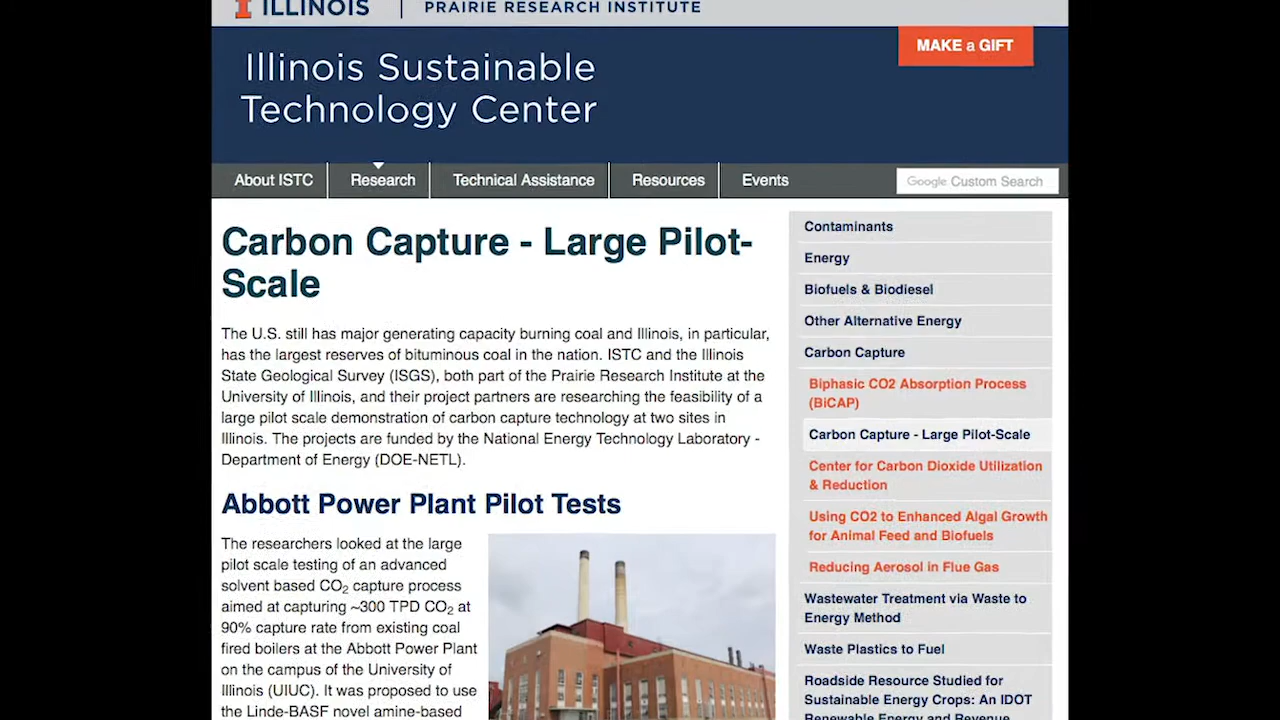 ILLINOIS
PRAIRIE RESEARCH INSTITUTE
Illinois Sustainable
Technology Center
MAKE a GIFT
About ISTC
Research
Technical Assistance
Resources
Events
Google Custom Search
Carbon Capture - Large Pilot-
Scale
The U.S. still has major generating capacity burning coal and Illinois, in particular,
has the largest reserves of bituminous coal in the nation. ISTC and the Illinois
State Geological Survey (ISGS), both part of the Prairie Research Institute at the
University of Illinois, and their project partners are researching the feasibility of a
large pilot scale demonstration of carbon capture technology at two sites in
Illinois. The projects are funded by the National Energy Technology Laboratory -
Department of Energy (DOE-NETL).
Abbott Power Plant Pilot Tests
The researchers looked at the large
pilot scale testing of an advanced
solvent based CO₂ capture process
aimed at capturing ~300 TPD CO₂ at
90% capture rate from existing coal
fired boilers at the Abbott Power Plant
on the campus of the University of
Illinois (UIUC). It was proposed to use
the Linde-BASF novel amine-based
Contaminants
Energy
Biofuels & Biodiesel
Other Alternative Energy
Carbon Capture
Biphasic CO2 Absorption Process
(BiCAP)
Carbon Capture - Large Pilot-Scale
Center for Carbon Dioxide Utilization
& Reduction
Using CO2 to Enhanced Algal Growth
for Animal Feed and Biofuels
Reducing Aerosol in Flue Gas
Wastewater Treatment via Waste to
Energy Method
Waste Plastics to Fuel
Roadside Resource Studied for
Sustainable Energy Crops: An IDOT
Renewable Energy and Revenue